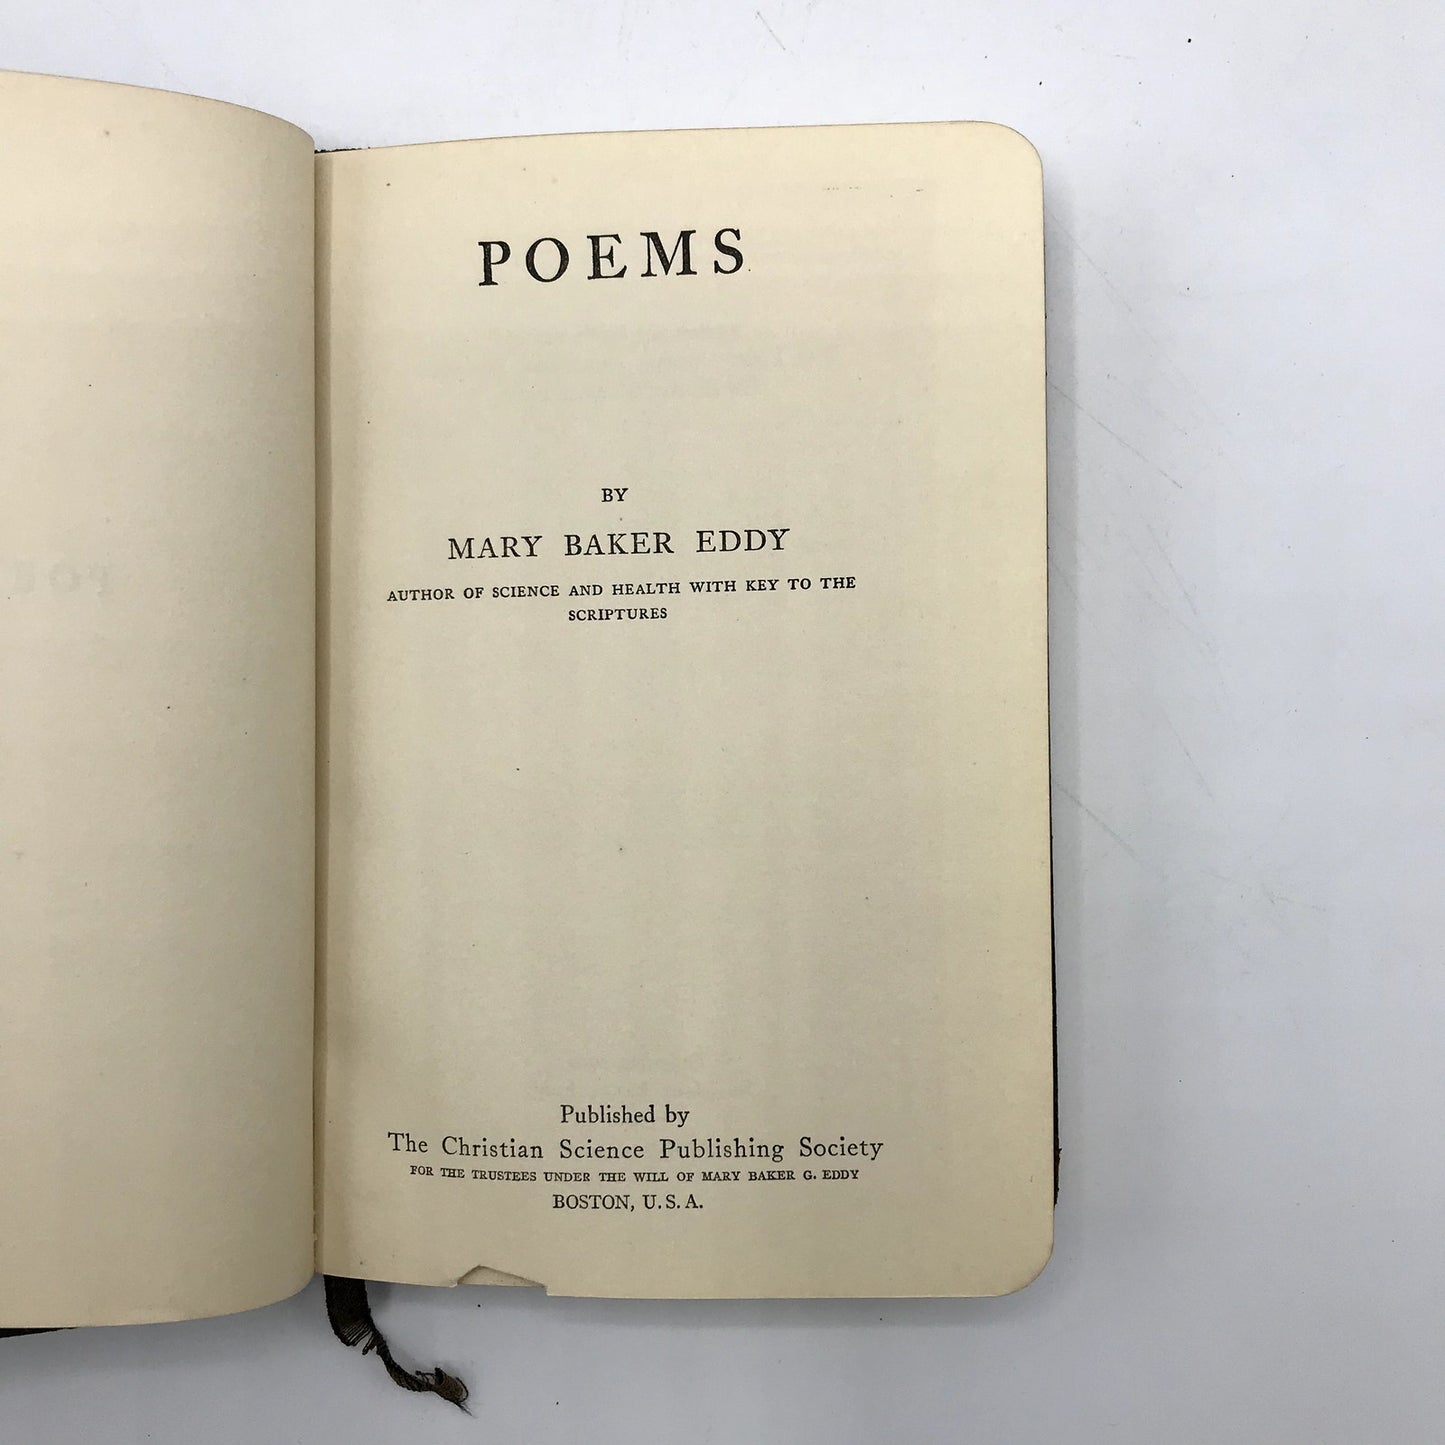 POEMS
BY
MARY BAKER EDDY
AUTHOR OF SCIENCE AND HEALTH WITH KEY TO THE
SCRIPTURES
Published by
The Christian Science Publishing Society
FOR THE TRUSTEES UNDER THE WILL OF MARY BAKER G. EDDY
BOSTON, U.S.A.